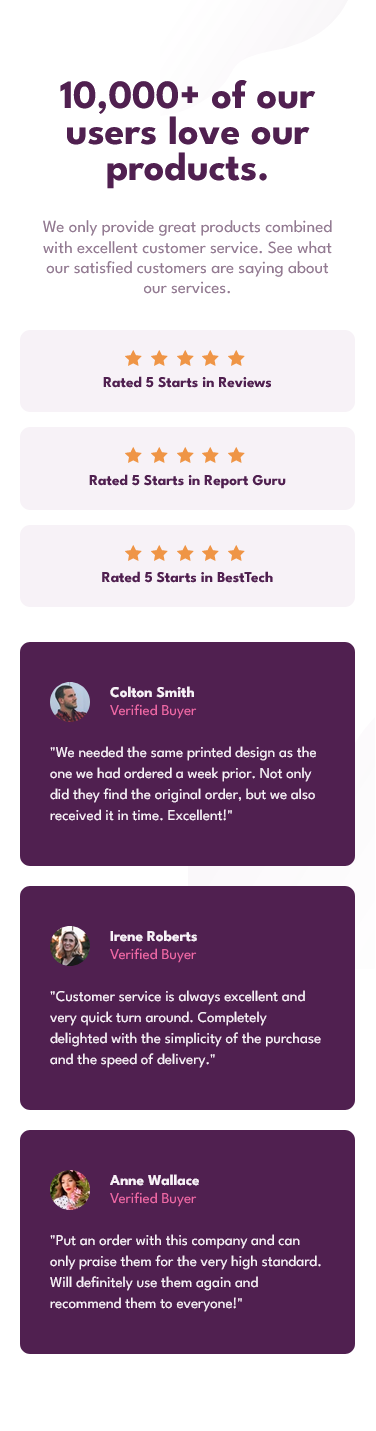 10,000+ of our
users love our
products.
We only provide great products combined
with excellent customer service. See what
our satisfied customers are saying about
our services.
Rated 5 Starts in Reviews
Rated 5 Starts in Report Guru
Rated 5 Starts in BestTech
Colton Smith
Verified Buyer
"We needed the same printed design as the
one we had ordered a week prior. Not only
did they find the original order, but we also
received it in time. Excellent!"
Irene Roberts
Verified Buyer
"Customer service is always excellent and
very quick turn around. Completely
delighted with the simplicity of the purchase
and the speed of delivery."
Anne Wallace
Verified Buyer
"Put an order with this company and can
only praise them for the very high standard.
Will definitely use them again and
recommend them to everyone!"